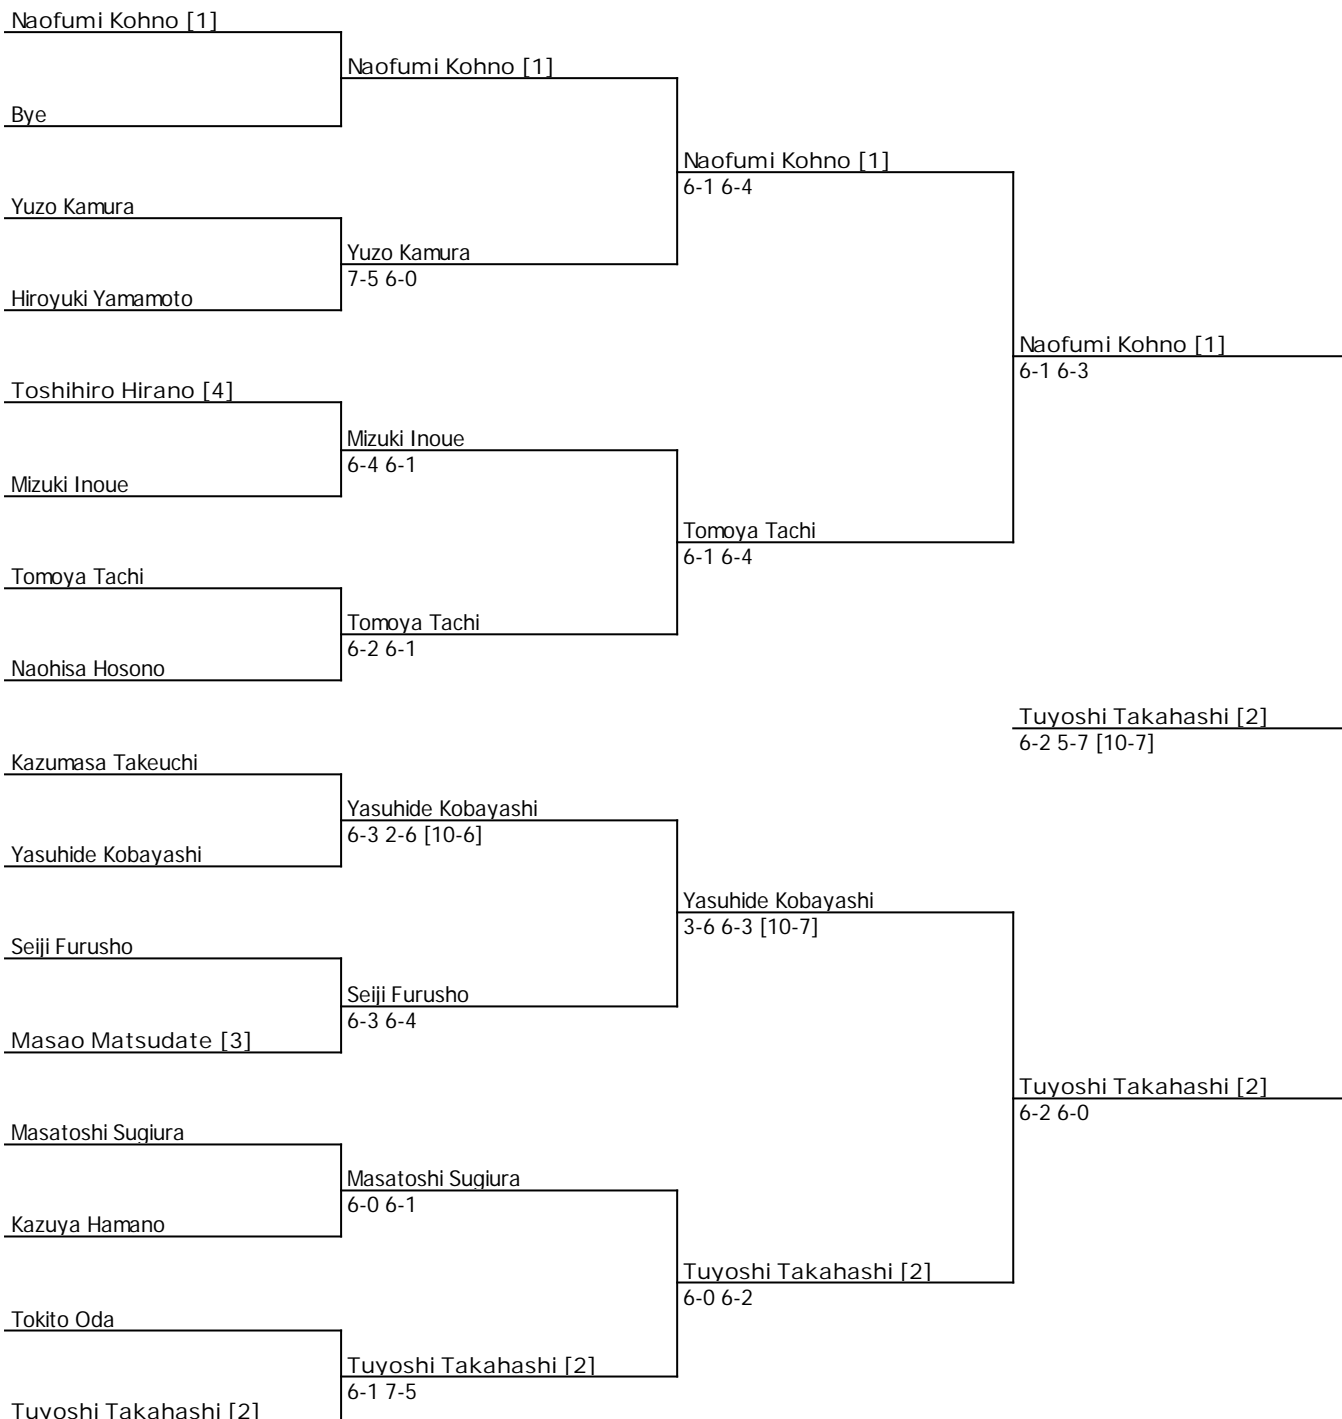 Naofumi Kohno [1]
Naofumi Kohno [1]
Bye
Naofumi Kohno [1]
6-1 6-4
Yuzo Kamura
Yuzo Kamura
7-5 6-0
Hiroyuki Yamamoto
Naofumi Kohno [1]
6-1 6-3
Toshihiro Hirano [4]
Mizuki Inoue
6-4 6-1
Mizuki Inoue
Tomoya Tachi
6-1 6-4
Tomoya Tachi
Tomoya Tachi
6-2 6-1
Naohisa Hosono
Tuyoshi Takahashi [2]
6-2 5-7 [10-7]
Kazumasa Takeuchi
Yasuhide Kobayashi
6-3 2-6 [10-6]
Yasuhide Kobayashi
Yasuhide Kobayashi
3-6 6-3 [10-7]
Seiji Furusho
Seiji Furusho
6-3 6-4
Masao Matsudate [3]
Tuyoshi Takahashi [2]
6-2 6-0
Masatoshi Sugiura
Masatoshi Sugiura
6-0 6-1
Kazuya Hamano
Tuyoshi Takahashi [2]
6-0 6-2
Tokito Oda
Tuyoshi Takahashi [2]
6-1 7-5
Tuyoshi Takahashi [2]